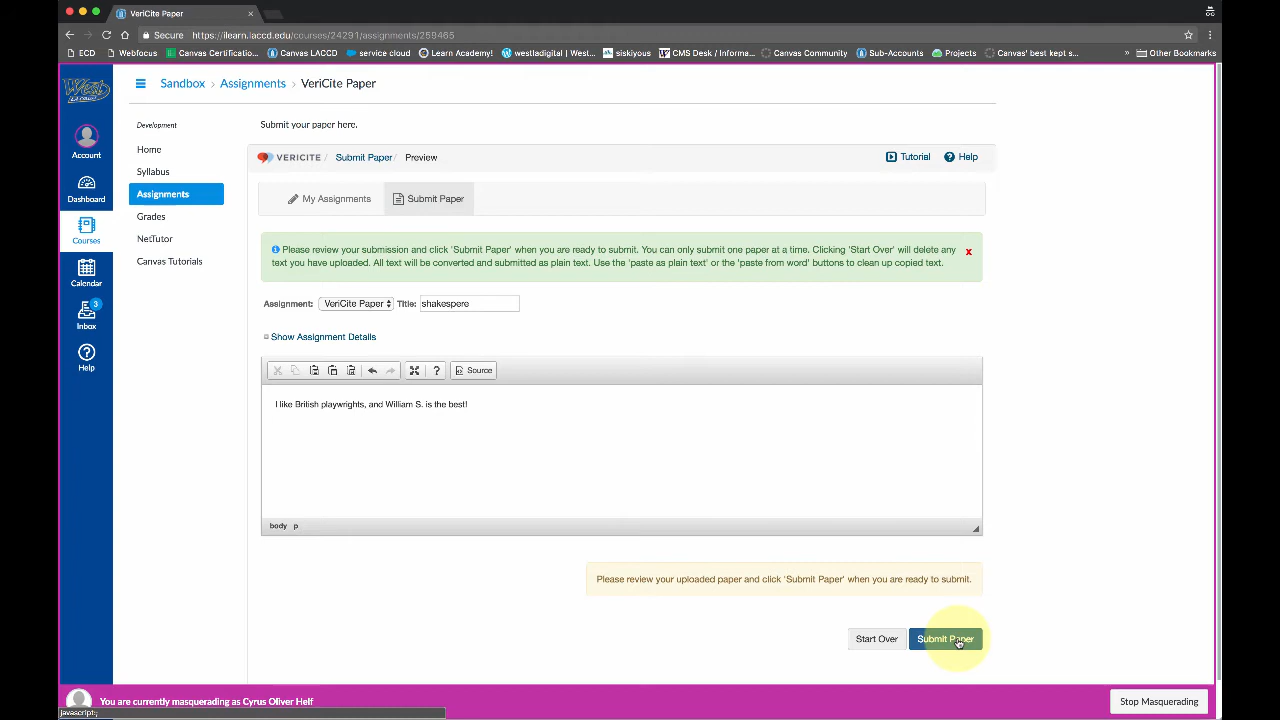 VeriCite Paper
Secure https://ilearn.laccd.edu/courses/24291/assignments/259465
ECD Webfocus Canvas Certificatio... Canvas LACCD service cloud Learn Academy! westladigital | West... siskiyous CMS Desk / Informa... Canvas Community Sub-Accounts Projects Canvas' best kept s... » Other Bookmarks
West
Sandbox > Assignments > VeriCite Paper
Account
Dashboard
Courses
Calendar
3
Inbox
Help
Development
Home
Syllabus
Assignments
Grades
NetTutor
Canvas Tutorials
Submit your paper here.
VERICITE / Submit Paper / Preview
Tutorial Help
My Assignments Submit Paper
Please review your submission and click 'Submit Paper' when you are ready to submit. You can only submit one paper at a time. Clicking 'Start Over' will delete any
text you have uploaded. All text will be converted and submitted as plain text. Use the 'paste as plain text' or the 'paste from word' buttons to clean up copied text.
x
Assignment: VeriCite Paper Title: shakespere
Show Assignment Details
? Source
I like British playwrights, and William S. is the best!
body p
Please review your uploaded paper and click 'Submit Paper' when you are ready to submit.
Start Over Submit Paper
You are currently masquerading as Cyrus Oliver Helf
Stop Masquerading
javascript:;